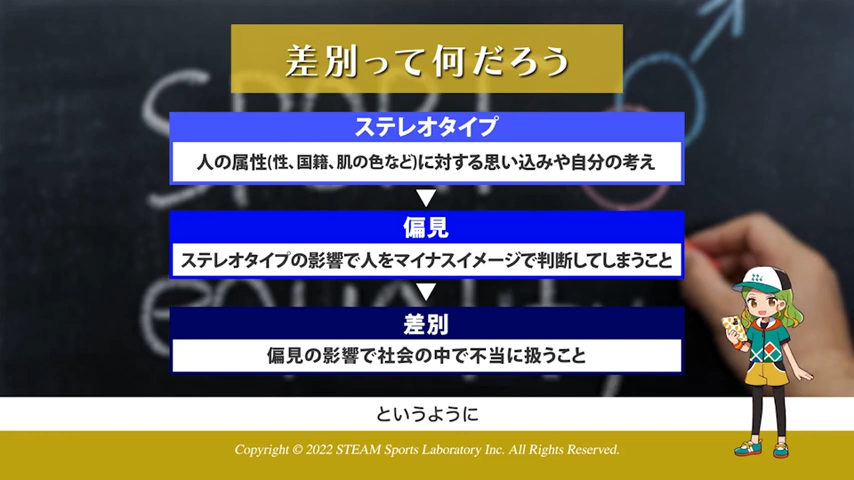 差別って何だろう
ステレオタイプ
人の属性(性、国籍、肌の色など)に対する思い込みや自分の考え
偏見
ステレオタイプの影響で人をマイナスイメージで判断してしまうこと
差別
偏見の影響で社会の中で不当に扱うこと
SPORT
equality
というように
Copyright © 2022 STEAM Sports Laboratory Inc. All Rights Reserved.